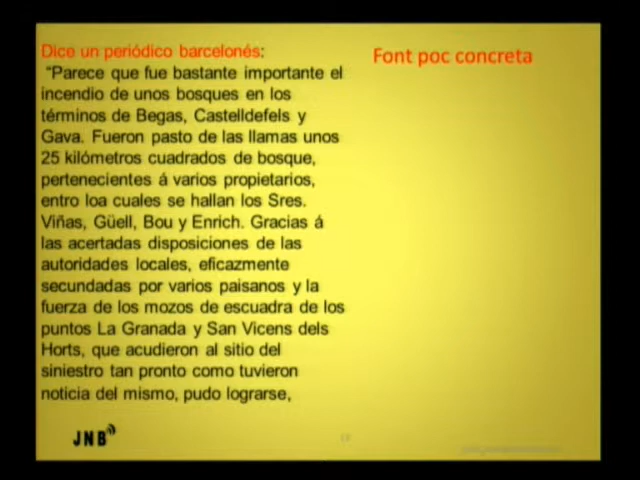 Dice un periódico barcelonés:
"Parece que fue bastante importante el
incendio de unos bosques en los
términos de Begas, Castelldefels y
Gava. Fueron pasto de las llamas unos
25 kilómetros cuadrados de bosque,
pertenecientes á varios propietarios,
entro loa cuales se hallan los Sres.
Viñas, Güell, Bou y Enrich. Gracias á
las acertadas disposiciones de las
autoridades locales, eficazmente
secundadas por varios paisanos y la
fuerza de los mozos de escuadra de los
puntos La Granada y San Vicens dels
Horts, que acudieron al sitio del
siniestro tan pronto como tuvieron
noticia del mismo, pudo lograrse,
Font poc concreta
JNB